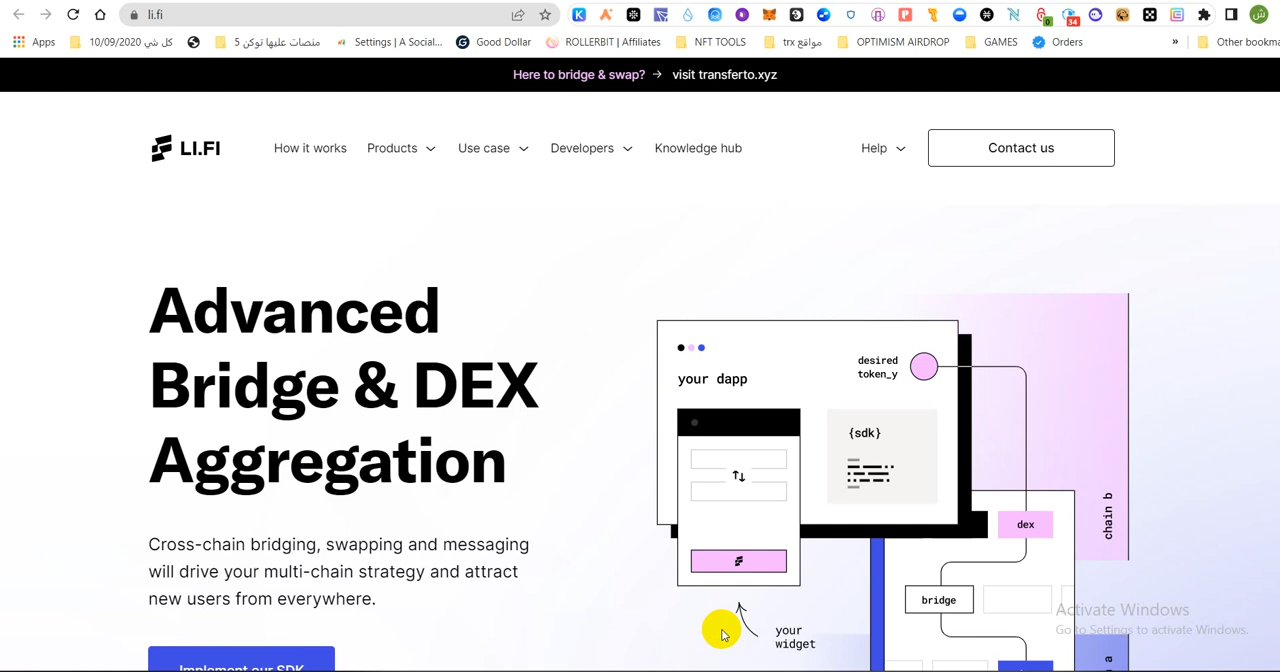 li.fi
34
Apps
كل شي 10/09/2020
منصات عليها توكن 5
Settings | A Social...
Good Dollar
ROLLERBIT | Affiliates
NFT TOOLS
مواقع trx
OPTIMISM AIRDROP
GAMES
Orders
»
Other bookma
Here to bridge & swap? → visit transferto.xyz
LI.FI
How it works
Products
Use case
Developers
Knowledge hub
Help
Contact us
Advanced
Bridge & DEX
Aggregation
Cross-chain bridging, swapping and messaging
will drive your multi-chain strategy and attract
new users from everywhere.
Implement our SDK
your dapp
desired
token_y
{sdk}
your
widget
dex
bridge
chain b
Activate Windows
Go to Settings to activate Windows.